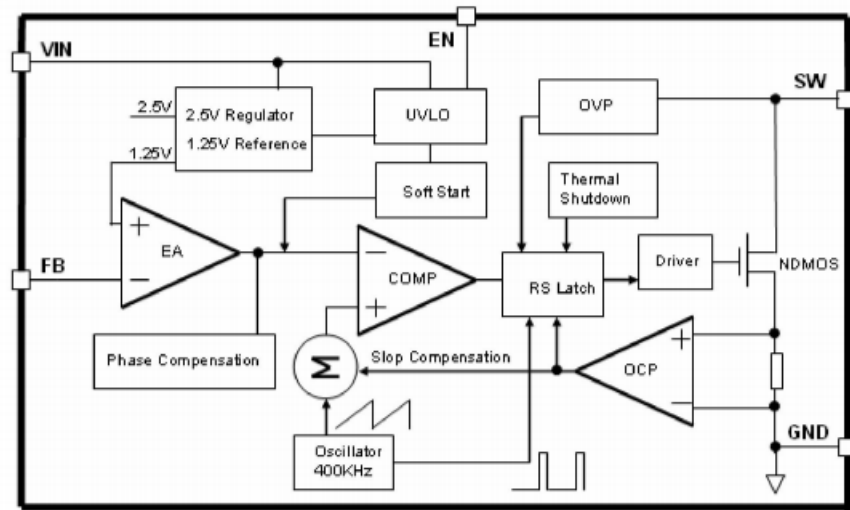 EN
VIN
SW
2.5V
2.5V Regulator
1.25V Reference
UVLO
OVP
1.25V
Soft Start
Thermal
Shutdown
+
EA
−
FB
−
COMP
+
RS Latch
Driver
NDMOS
Phase Compensation
Σ
Slop Compensation
+
OCP
−
Oscillator
400KHz
GND